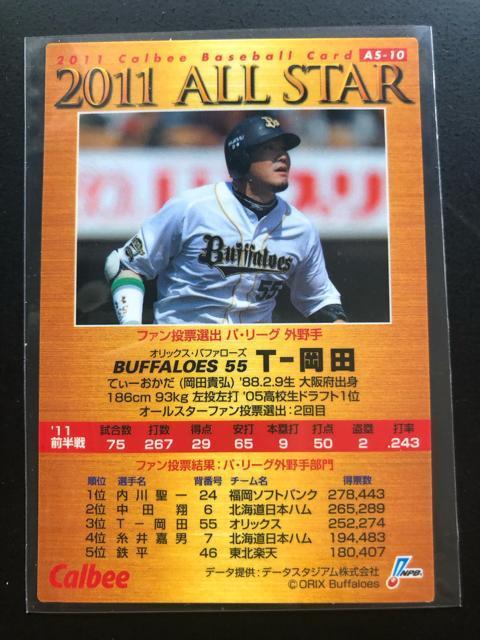 2011 Calbee Baseball Card AS-10
2011 ALL STAR
Buffaloes
55
ファン投票選出 パ・リーグ 外野手
オリックス・バファローズ
BUFFALOES 55 T-岡田
てぃーおかだ (岡田貴弘) '88.2.9生 大阪府出身
186cm 93kg 左投左打 '05高校生ドラフト1位
オールスターファン投票選出:2回目
'11 前半戦 試合数 打数 得点 安打 本塁打 打点 盗塁 打率
75 267 29 65 9 50 2 .243
ファン投票結果:パ・リーグ外野手部門
順位 選手名 背番号 チーム名 得票数
1位 内川聖一 24 福岡ソフトバンク 278,443
2位 中田 翔 6 北海道日本ハム 265,289
3位 T-岡田 55 オリックス 252,274
4位 糸井嘉男 7 北海道日本ハム 194,483
5位 鉄平 46 東北楽天 180,407
Calbee データ提供:データスタジアム株式会社
©ORIX Buffaloes
NPB